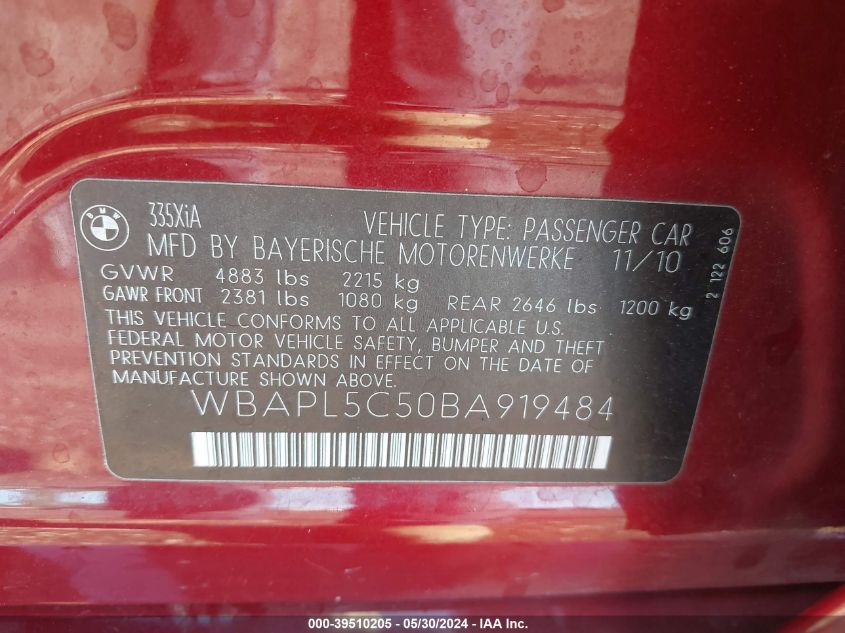 BMW
335XiA
VEHICLE TYPE: PASSENGER CAR
MFD BY BAYERISCHE MOTORENWERKE 11/10
GVWR 4883 lbs 2215 kg
GAWR FRONT 2381 lbs 1080 kg REAR 2646 lbs 1200 kg
THIS VEHICLE CONFORMS TO ALL APPLICABLE U.S.
FEDERAL MOTOR VEHICLE SAFETY, BUMPER AND THEFT
PREVENTION STANDARDS IN EFFECT ON THE DATE OF
MANUFACTURE SHOWN ABOVE.
WBAPL5C50BA919484
2 122 606
000-39510205 - 05/30/2024 - IAA Inc.